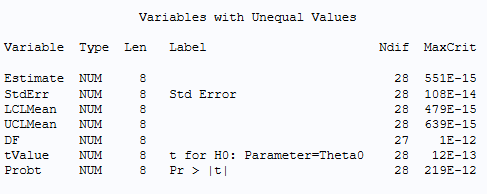 Variables with Unequal Values
Variable Type Len Label Ndif MaxCrit
Estimate NUM 8 28 551E-15
StdErr NUM 8 Std Error 28 108E-14
LCLMean NUM 8 28 479E-15
UCLMean NUM 8 28 639E-15
DF NUM 8 27 1E-12
tValue NUM 8 t for H0: Parameter=Theta0 28 12E-13
Probt NUM 8 Pr > |t| 28 219E-12